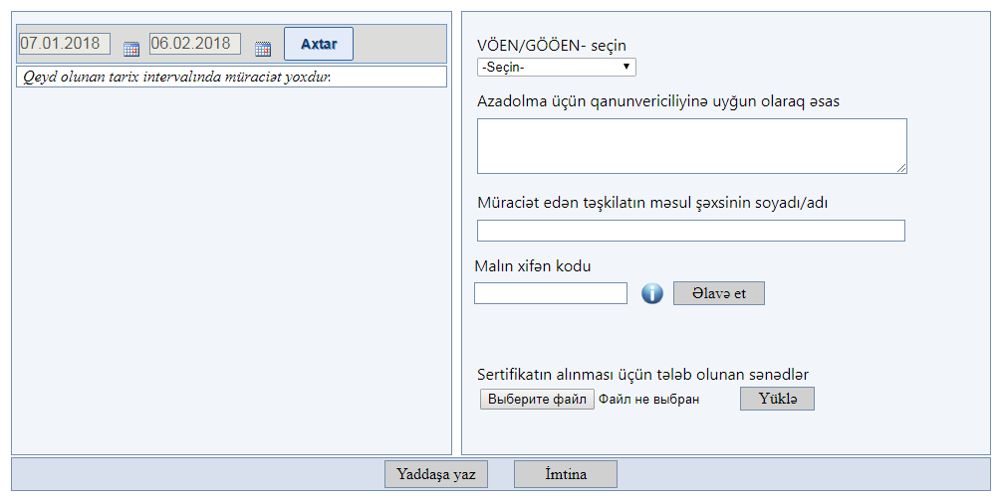 07.01.2018 06.02.2018 Axtar
Qeyd olunan tarix intervalında müraciət yoxdur.
VÖEN/GÖÖEN- seçin
-Seçin-
Azadolma üçün qanunvericiliyinə uyğun olaraq əsas
Müraciət edən təşkilatın məsul şəxsinin soyadı/adı
Malın xifən kodu
Əlavə et
Sertifikatın alınması üçün tələb olunan sənədlər
Выберите файл Файл не выбран Yüklə
Yaddaşa yaz İmtina